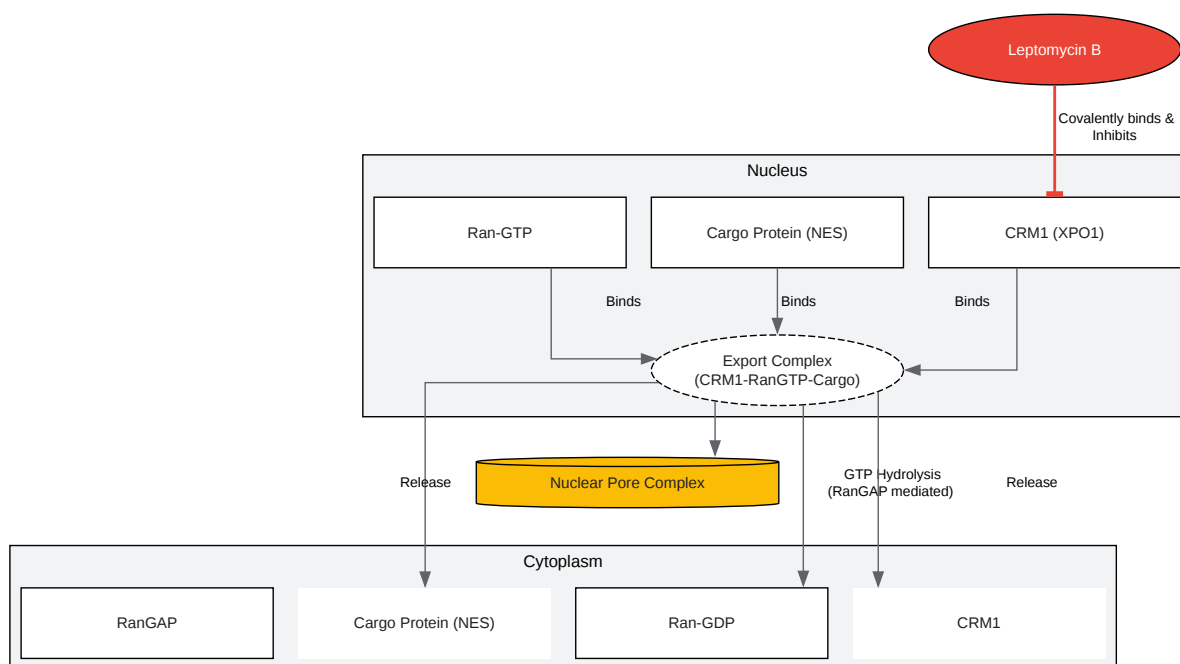 Leptomycin B
Covalently binds &
Inhibits
Nucleus
Ran-GTP
Cargo Protein (NES)
CRM1 (XPO1)
Binds
Binds
Binds
Export Complex
(CRM1-RanGTP-Cargo)
Release
Nuclear Pore Complex
GTP Hydrolysis
(RanGAP mediated)
Release
Cytoplasm
RanGAP
Cargo Protein (NES)
Ran-GDP
CRM1